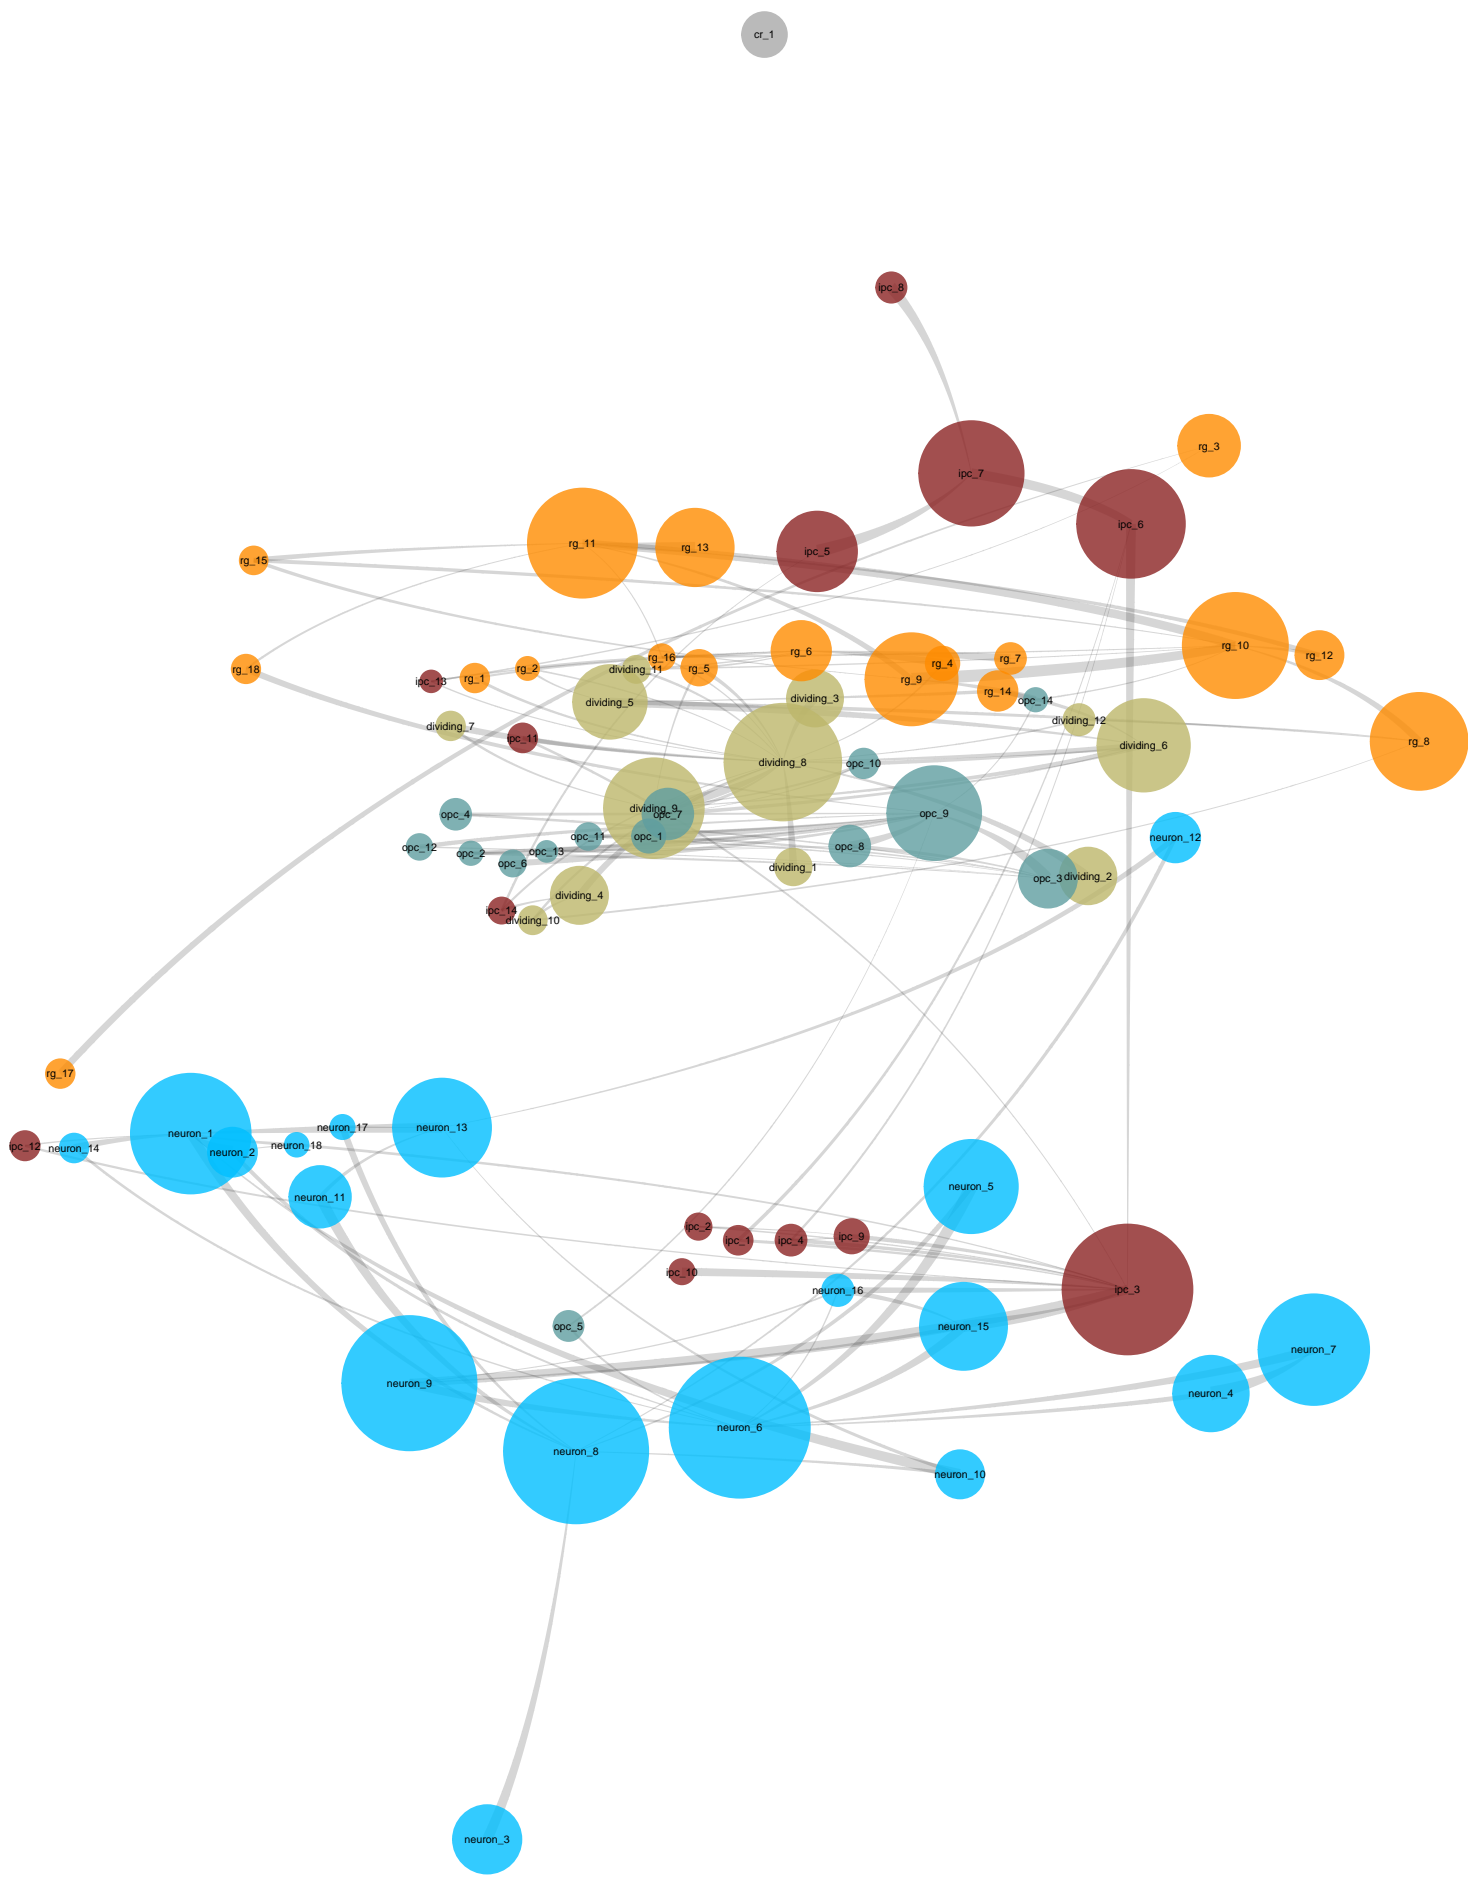 cr_1
ipc_8
rg_3
ipc_7
ipc_6
rg_11
rg_13
ipc_5
rg_15
rg_10
rg_12
rg_6
rg_16
rg_7
rg_4
rg_18
rg_2
rg_5
dividing_11
rg_1
ipc_13
rg_9
rg_14
dividing_3
opc_14
dividing_5
dividing_12
dividing_7
ipc_11
rg_8
dividing_6
dividing_8
opc_10
dividing_9
opc_7
opc_4
opc_9
opc_11
opc_1
neuron_12
opc_12
opc_8
opc_13
opc_2
opc_6
dividing_1
opc_3
dividing_2
dividing_4
ipc_14
dividing_10
rg_17
neuron_17
neuron_13
neuron_1
neuron_18
ipc_12
neuron_14
neuron_2
neuron_5
neuron_11
ipc_2
ipc_9
ipc_1
ipc_4
ipc_10
neuron_16
ipc_3
opc_5
neuron_15
neuron_7
neuron_9
neuron_4
neuron_6
neuron_8
neuron_10
neuron_3